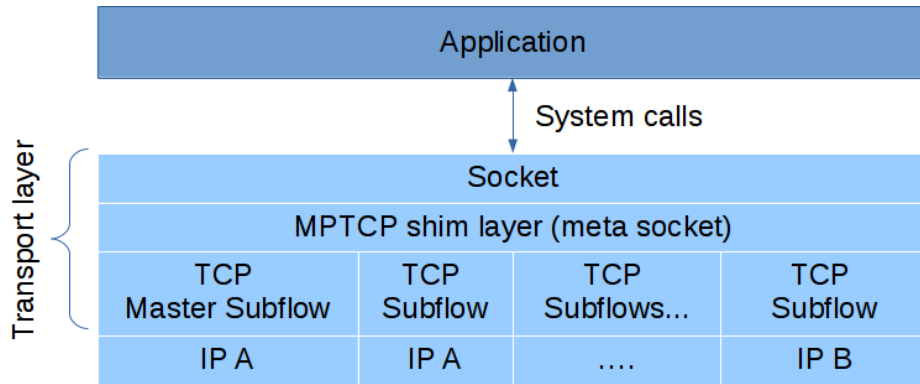 Application
System calls
Transport layer
Socket
MPTCP shim layer (meta socket)
TCP
Master Subflow
TCP
Subflow
TCP
Subflows...
TCP
Subflow
IP A
IP A
....
IP B